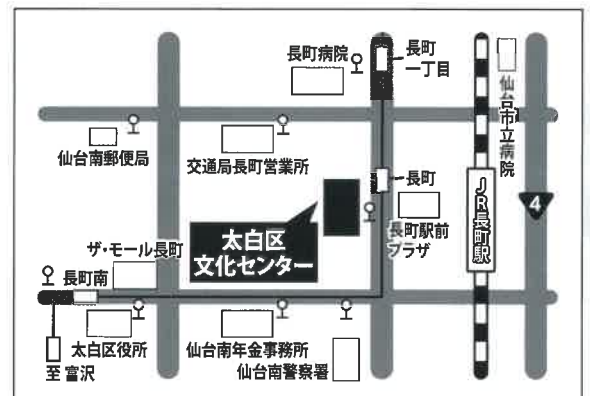 長町病院
長町
一丁目
仙台市立病院
仙台南郵便局
交通局長町営業所
長町
JR長町駅
4
長町駅前
プラザ
太白区
文化センター
ザ・モール長町
長町南
太白区役所
仙台南年金事務所
仙台南警察署
至 富沢